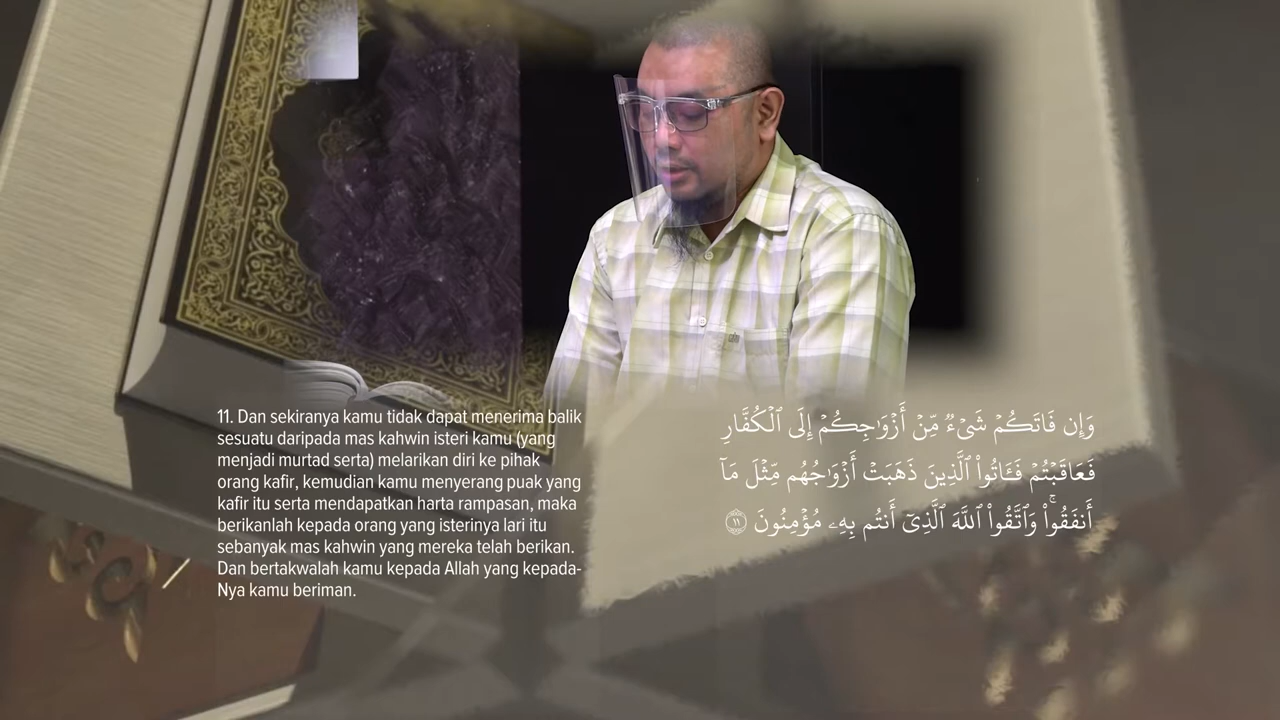 11. Dan sekiranya kamu tidak dapat menerima balik
sesuatu daripada mas kahwin isteri kamu (yang
menjadi murtad serta) melarikan diri ke pihak
orang kafir, kemudian kamu menyerang puak yang
kafir itu serta mendapatkan harta rampasan, maka
berikanlah kepada orang yang isterinya lari itu
sebanyak mas kahwin yang mereka telah berikan.
Dan bertakwalah kamu kepada Allah yang kepada-
Nya kamu beriman.
وَإِن فَاتَكُمْ شَىْءٌ مِّنْ أَزْوَٰجِكُمْ إِلَى ٱلْكُفَّارِ
فَعَاقَبْتُمْ فَـَٔاتُوا۟ ٱلَّذِينَ ذَهَبَتْ أَزْوَٰجُهُم مِّثْلَ مَآ
أَنفَقُوا۟ ۚ وَٱتَّقُوا۟ ٱللَّهَ ٱلَّذِىٓ أَنتُم بِهِۦ مُؤْمِنُونَ ١١